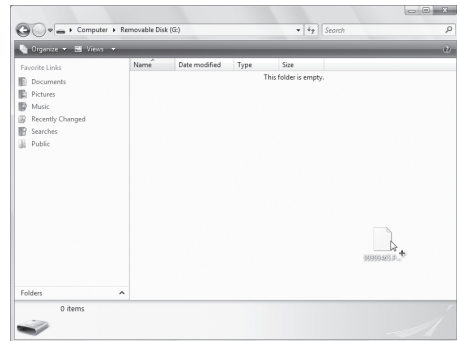 Computer Removable Disk (G:) Search
Organize Views
Favorite Links
Documents
Pictures
Music
Recently Changed
Searches
Public
Name Date modified Type Size
This folder is empty.
Folders
0 items